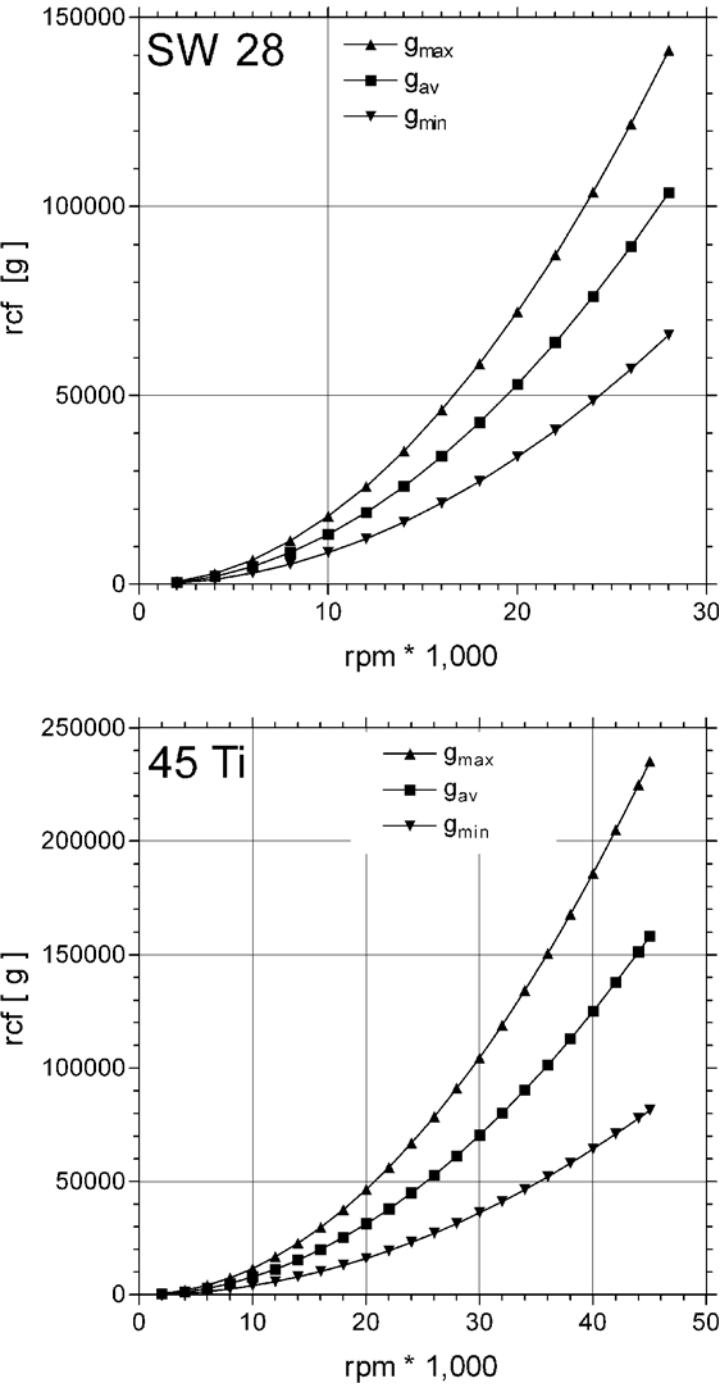 150000
SW 28
gmax
gav
gmin
100000
rcf [g]
50000
0
0 10 20 30
rpm * 1,000
250000
45 Ti
gmax
gav
gmin
200000
150000
rcf [ g ]
100000
50000
0
0 10 20 30 40 50
rpm * 1,000